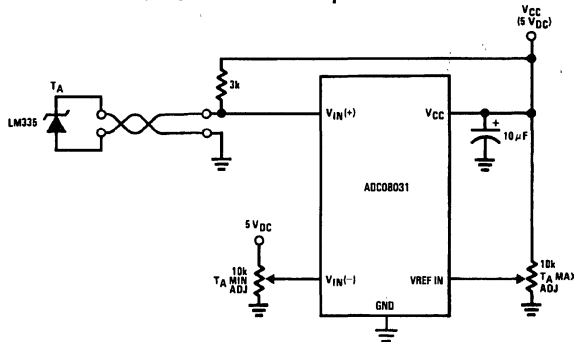 VCC
(5 VDC)
TA
LM335
3k
VIN(+)
VCC
+
10 µF
ADC08031
5 VDC
10k
TA MIN
ADJ
VIN(-)
VREF IN
10k
TA MAX
ADJ
GND